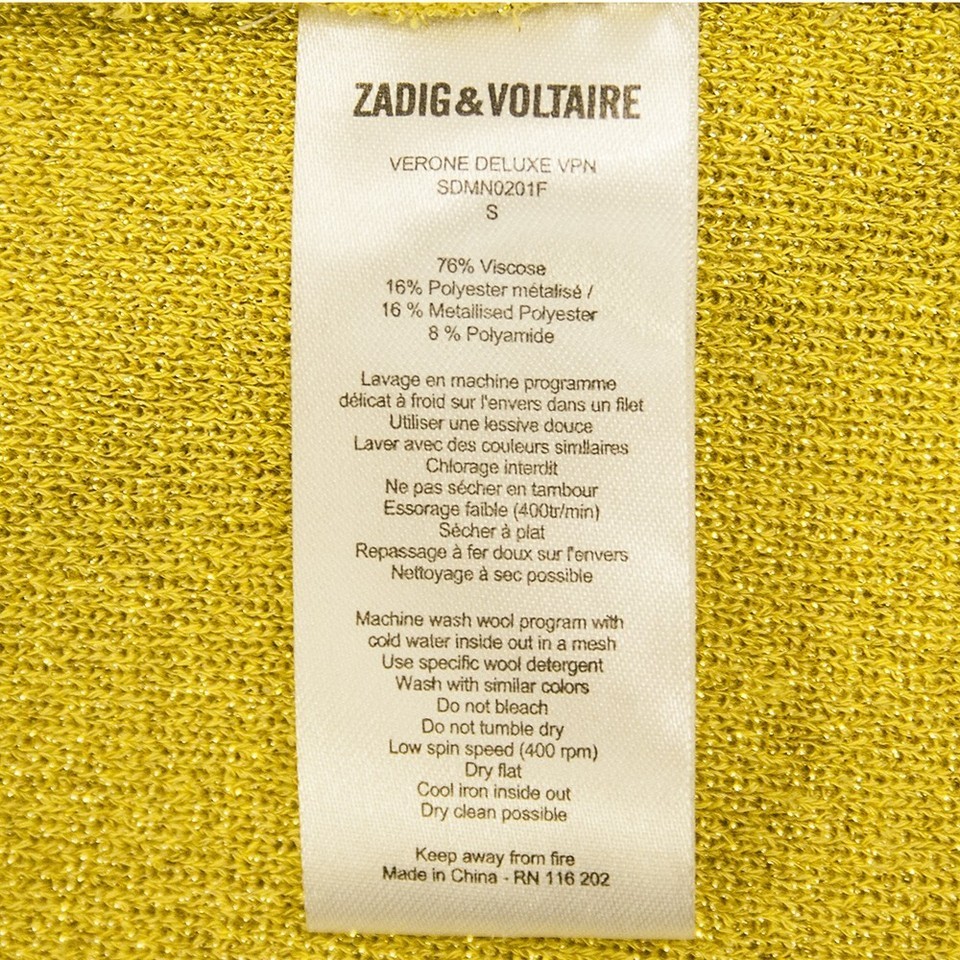 ZADIG&VOLTAIRE
VERONE DELUXE VPN
SDMN0201F
S
76% Viscose
16% Polyester métalisé /
16 % Metallised Polyester
8 % Polyamide
Lavage en machine programme
délicat à froid sur l'envers dans un filet
Utiliser une lessive douce
Laver avec des couleurs similaires
Chlorage interdit
Ne pas sécher en tambour
Essorage faible (400tr/min)
Sécher à plat
Repassage à fer doux sur l'envers
Nettoyage à sec possible
Machine wash wool program with
cold water inside out in a mesh
Use specific wool detergent
Wash with similar colors
Do not bleach
Do not tumble dry
Low spin speed (400 rpm)
Dry flat
Cool iron inside out
Dry clean possible
Keep away from fire
Made in China - RN 116 202